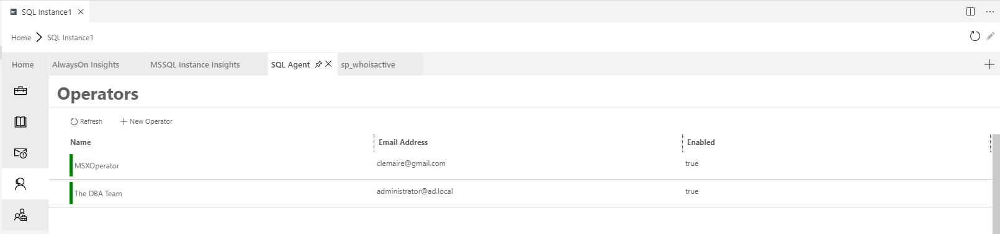 SQL Instance1
Home SQL Instance1
Home AlwaysOn Insights MSSQL Instance Insights SQL Agent sp_whoisactive
Operators
Refresh New Operator
Name Email Address Enabled
MSXOperator clemaire@gmail.com true
The DBA Team administrator@ad.local true